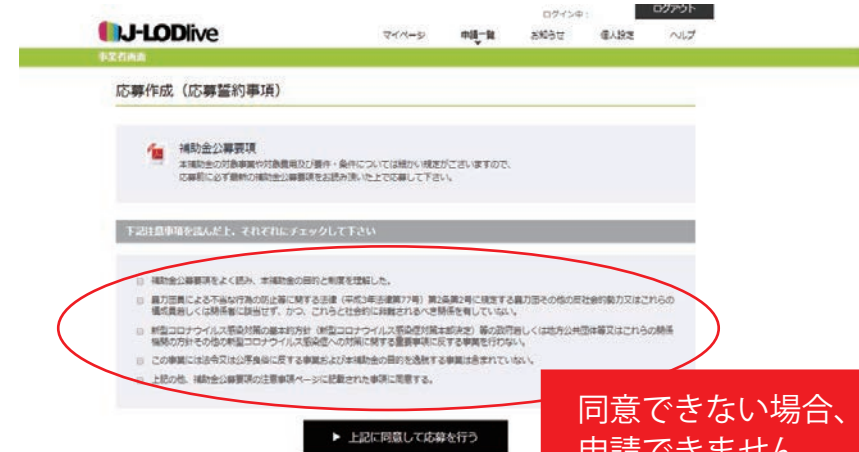 ログイン中：
ログアウト
J-LODlive
マイページ
申請一覧
お知らせ
個人設定
ヘルプ
事業者画面
応募作成（応募誓約事項）
補助金公募要項
本補助金の対象事業や対象費用及び要件・条件については細かい規定がございますので、
応募前に必ず最新の補助金公募要項をお読み頂いた上で応募して下さい。
下記注意事項を読んだ上、それぞれにチェックして下さい
補助金公募要項をよく読み、本補助金の目的と制度を理解した。
暴力団員による不当な行為の防止等に関する法律（平成3年法律第77号）第2条第2号に規定する暴力団その他の反社会的勢力又はこれらの
構成員若しくは関係者に該当せず、かつ、これらと社会的に非難されるべき関係を有していない。
新型コロナウイルス感染対策の基本的方針（新型コロナウイルス感染症対策本部決定）等の政府若しくは地方公共団体等又はこれらの関係
機関の方針その他の新型コロナウイルス感染症への対策に関する重要事項に反する事業を行わない。
この事業には法令又は公序良俗に反する事業および本補助金の目的を逸脱する事業は含まれていない。
上記の他、補助金公募要項の注意事項ページに記載された事項に同意する。
▶ 上記に同意して応募を行う
同意できない場合、
申請できません